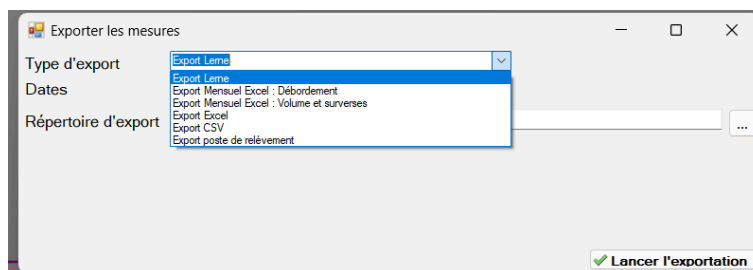 Exporter les mesures
Type d'export
Export Lerne
Export Lerne
Dates
Export Mensuel Excel : Débordement
Export Mensuel Excel : Volume et surverses
Export Excel
Répertoire d'export
...
Export CSV
Export poste de relèvement
Lancer l'exportation